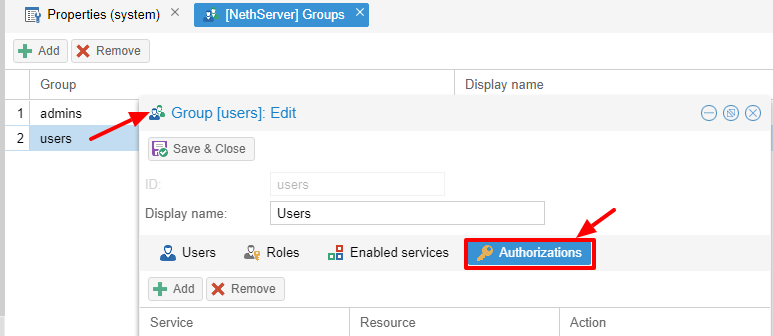 Properties (system) [NethServer] Groups
Add Remove
Group Display name
1 admins
Group [users]: Edit
2 users
Save & Close
ID: users
Display name: Users
Users Roles Enabled services Authorizations
Add Remove
Service Resource Action